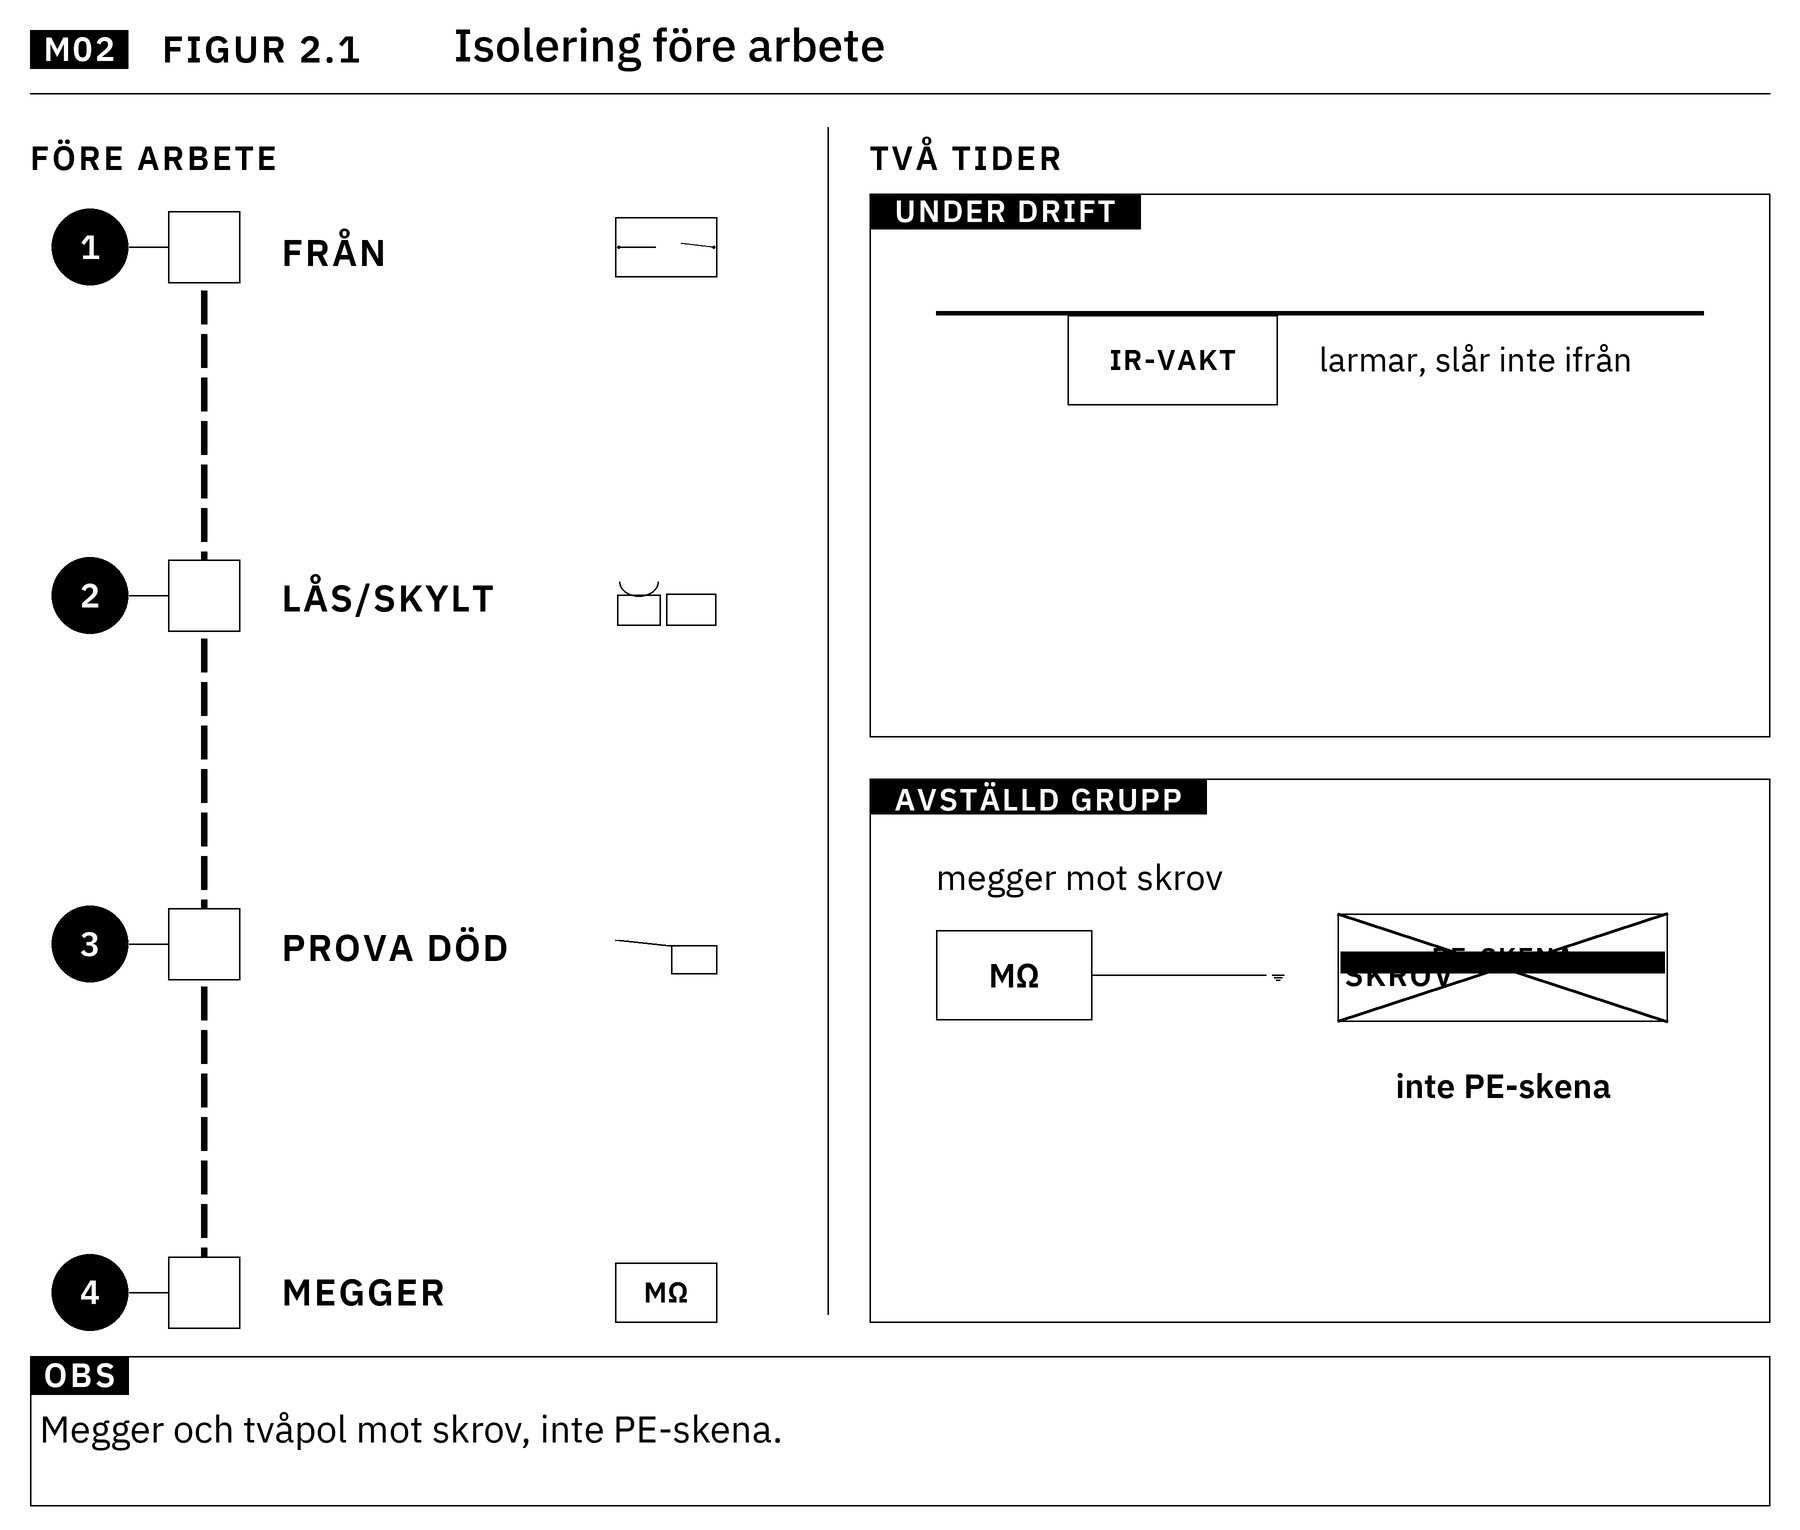 M02 FIGUR 2.1 Isolering före arbete
FÖRE ARBETE
1 FRÅN
2 LÅS/SKYLT
3 PROVA DÖD
4 MEGGER MΩ
TVÅ TIDER
UNDER DRIFT
IR-VAKT larmar, slår inte ifrån
AVSTÄLLD GRUPP
megger mot skrov
MΩ
PE-SKENA
SKROV
inte PE-skena
OBS
Megger och tvåpol mot skrov, inte PE-skena.